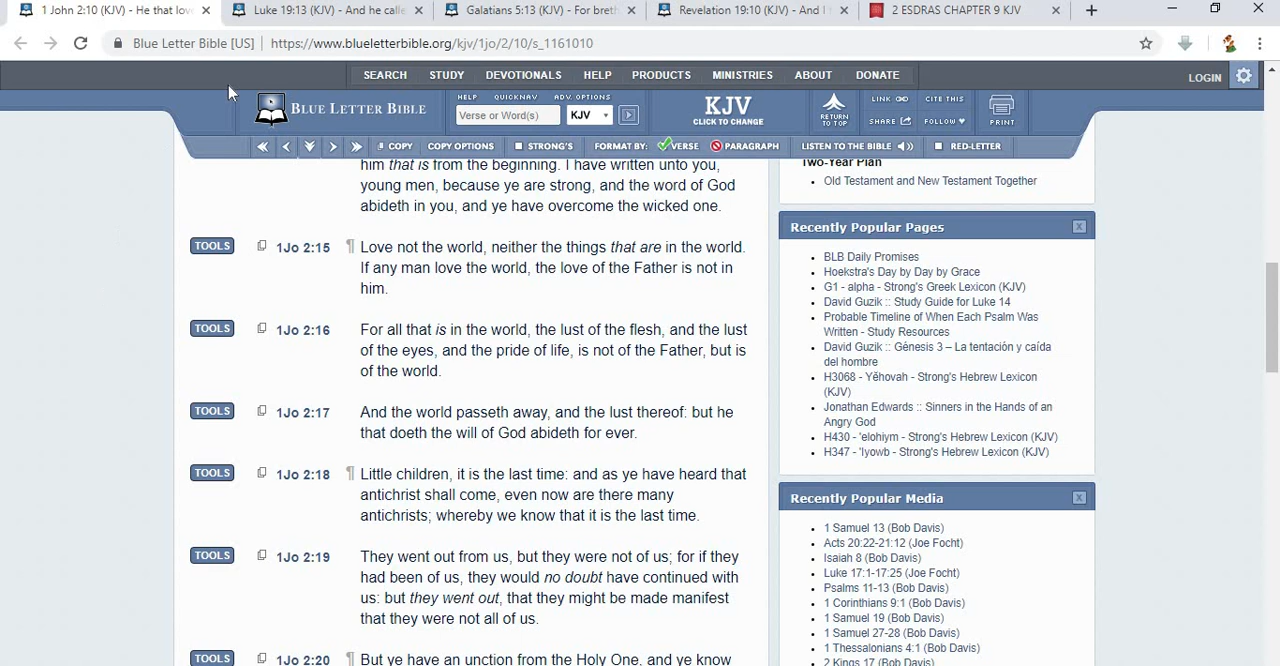 1 John 2:10 (KJV) - He that lov
Luke 19:13 (KJV) - And he calle
Galatians 5:13 (KJV) - For breth
Revelation 19:10 (KJV) - And I
2 ESDRAS CHAPTER 9 KJV
Blue Letter Bible [US]
https://www.blueletterbible.org/kjv/1jo/2/10/s_1161010
SEARCH STUDY DEVOTIONALS HELP PRODUCTS MINISTRIES ABOUT DONATE
LOGIN
BLUE LETTER BIBLE
HELP QUICKNAV ADV. OPTIONS
Verse or Word(s) KJV
KJV
CLICK TO CHANGE
RETURN
TO TOP
LINK CITE THIS
SHARE FOLLOW
PRINT
COPY COPY OPTIONS STRONG'S FORMAT BY: VERSE PARAGRAPH LISTEN TO THE BIBLE RED-LETTER
him that is from the beginning. I have written unto you,
young men, because ye are strong, and the word of God
abideth in you, and ye have overcome the wicked one.
TOOLS 1Jo 2:15 ¶ Love not the world, neither the things that are in the world.
If any man love the world, the love of the Father is not in
him.
TOOLS 1Jo 2:16 For all that is in the world, the lust of the flesh, and the lust
of the eyes, and the pride of life, is not of the Father, but is
of the world.
TOOLS 1Jo 2:17 And the world passeth away, and the lust thereof: but he
that doeth the will of God abideth for ever.
TOOLS 1Jo 2:18 ¶ Little children, it is the last time: and as ye have heard that
antichrist shall come, even now are there many
antichrists; whereby we know that it is the last time.
TOOLS 1Jo 2:19 They went out from us, but they were not of us; for if they
had been of us, they would no doubt have continued with
us: but they went out, that they might be made manifest
that they were not all of us.
TOOLS 1Jo 2:20 ¶ But ye have an unction from the Holy One, and ye know
Two-Year Plan
Old Testament and New Testament Together
Recently Popular Pages
BLB Daily Promises
Hoekstra's Day by Day by Grace
G1 - alpha - Strong's Greek Lexicon (KJV)
David Guzik :: Study Guide for Luke 14
Probable Timeline of When Each Psalm Was
Written - Study Resources
David Guzik :: Génesis 3 – La tentación y caída
del hombre
H3068 - Yĕhovah - Strong's Hebrew Lexicon
(KJV)
Jonathan Edwards :: Sinners in the Hands of an
Angry God
H430 - 'elohiym - Strong's Hebrew Lexicon (KJV)
H347 - 'Iyowb - Strong's Hebrew Lexicon (KJV)
Recently Popular Media
1 Samuel 13 (Bob Davis)
Acts 20:22-21:12 (Joe Focht)
Isaiah 8 (Bob Davis)
Luke 17:1-17:25 (Joe Focht)
Psalms 11-13 (Bob Davis)
1 Corinthians 9:1 (Bob Davis)
1 Samuel 19 (Bob Davis)
1 Samuel 27-28 (Bob Davis)
1 Thessalonians 4:1 (Bob Davis)
2 Kings 17 (Bob Davis)